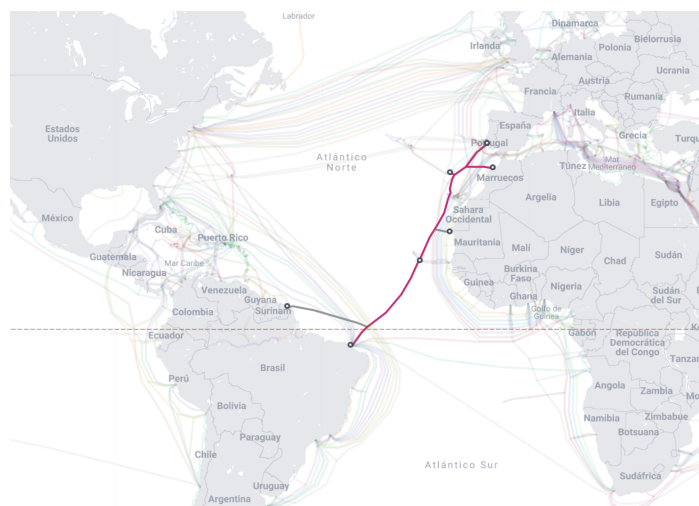 Labrador
Dinamarca
Irlanda
Bielorrusia
Polonia
Alemania
Ucrania
Austria
Francia
Rumanía
Italia
Estados
Unidos
España
Portugal
Grecia
Turqu
Atlántico
Norte
Mar
Mediterráneo
Túnez
Marruecos
Argelia
Libia
Egipto
Sahara
Occidental
México
Cuba
Puerto Rico
Mauritania
Malí
Níger
Chad
Sudán
Guatemala
Mar Caribe
Nicaragua
Burkina
Faso
Guinea
Nigeria
Ghana
Sudán
del Sur
Venezuela
Guyana
Surinam
Colombia
Golfo de
Guinea
Ecuador
Gabón
República
Democrática
del Congo
Tanzan
Brasil
Perú
Angola
Zambia
Bolivia
Namibia
Zimbabue
Botsuana
Paraguay
Chile
Atlántico Sur
Sudáfrica
Uruguay
Argentina